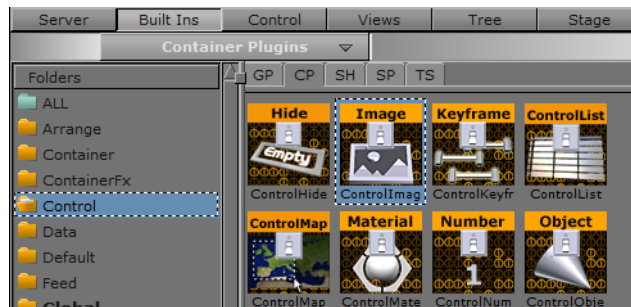 Server Built Ins Control Views Tree Stage
Container Plugins
Folders GP CP SH SP TS
ALL
Arrange
Container
ContainerFx
Control
Data
Default
Feed
Global
Hide Image Keyframe ControlList
Empty
ControlHide ControlImag ControlKeyfr ControlList
ControlMap Material Number Object
1
ControlMap ControlMate ControlNum ControlObje